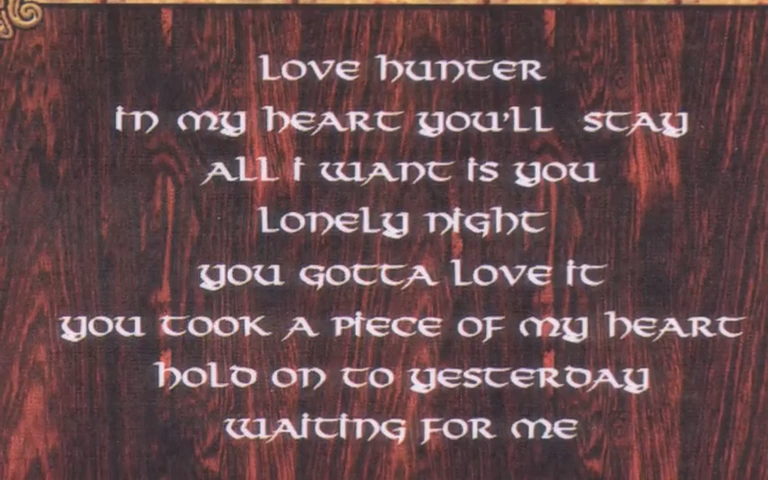 Love Hunter
In My Heart You'll Stay
All I Want Is You
Lonely Night
You Gotta Love It
You Took A Piece Of My Heart
Hold On To Yesterday
Waiting For Me